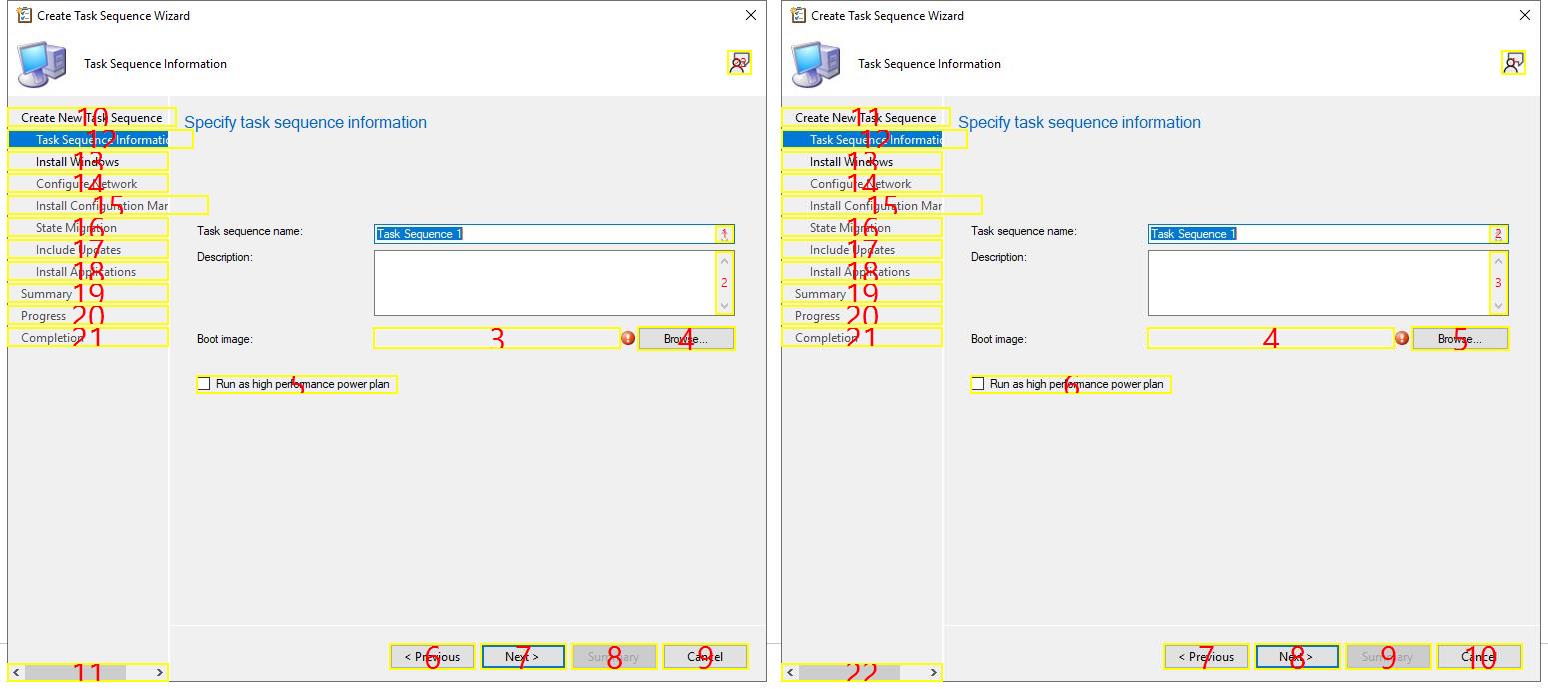 Create Task Sequence Wizard
Task Sequence Information
10 Create New Task Sequence
12 Task Sequence Informatio
13 Install Windows
14 Configure Network
15 Install Configuration Mar
16 State Migration
17 Include Updates
18 Install Applications
19 Summary
20 Progress
21 Completion
11
Specify task sequence information
Task sequence name: Task Sequence 1
Description: 2
Boot image: 3 Browse... 4
Run as high performance power plan
< Previous 6 Next > 7 Summary 8 Cancel 9
Create Task Sequence Wizard
Task Sequence Information
11 Create New Task Sequence
12 Task Sequence Informatio
13 Install Windows
14 Configure Network
15 Install Configuration Mar
16 State Migration
17 Include Updates
18 Install Applications
19 Summary
20 Progress
21 Completion
22
Specify task sequence information
Task sequence name: Task Sequence 1 2
Description: 3
Boot image: 4 Browse... 5
Run as high performance power plan 6
< Previous 7 Next > 8 Summary 9 Cancel 10